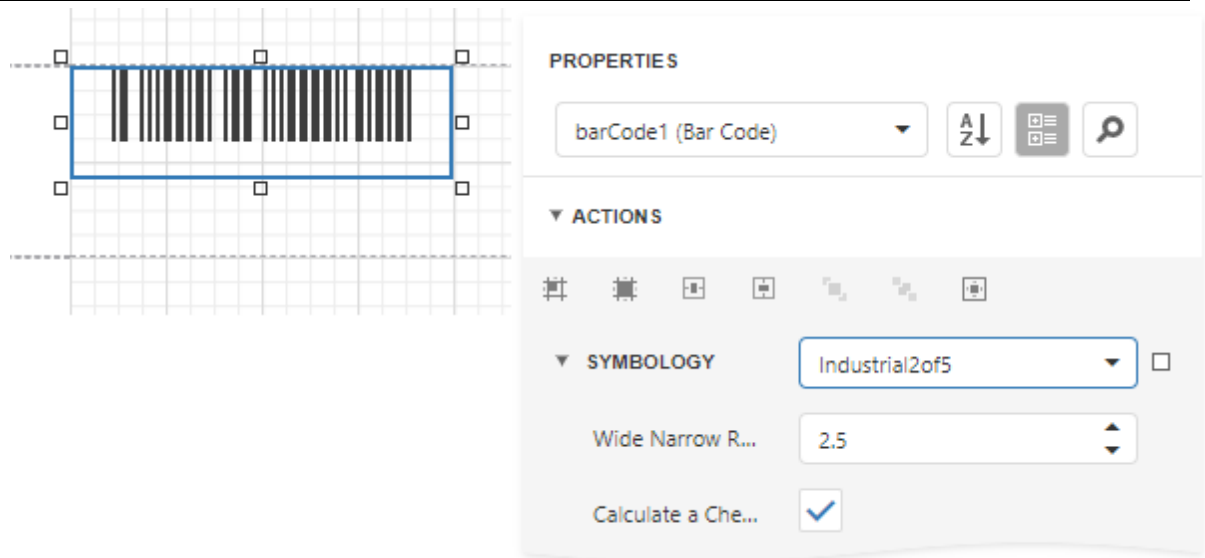 PROPERTIES
barCode1 (Bar Code)
A
Z
ACTIONS
SYMBOLOGY
Industrial2of5
Wide Narrow R...
2.5
Calculate a Che...